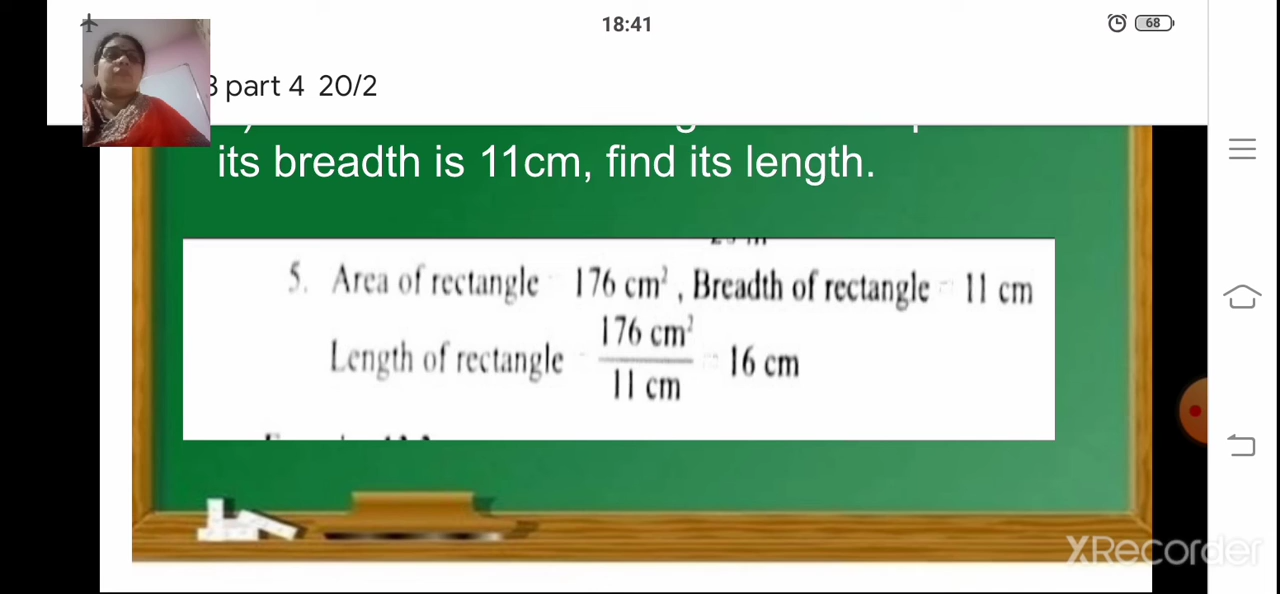 18:41
68
3 part 4 20/2
its breadth is 11cm, find its length.
5. Area of rectangle = 176 cm², Breadth of rectangle = 11 cm
Length of rectangle = 176 cm² / 11 cm = 16 cm
XRecorder